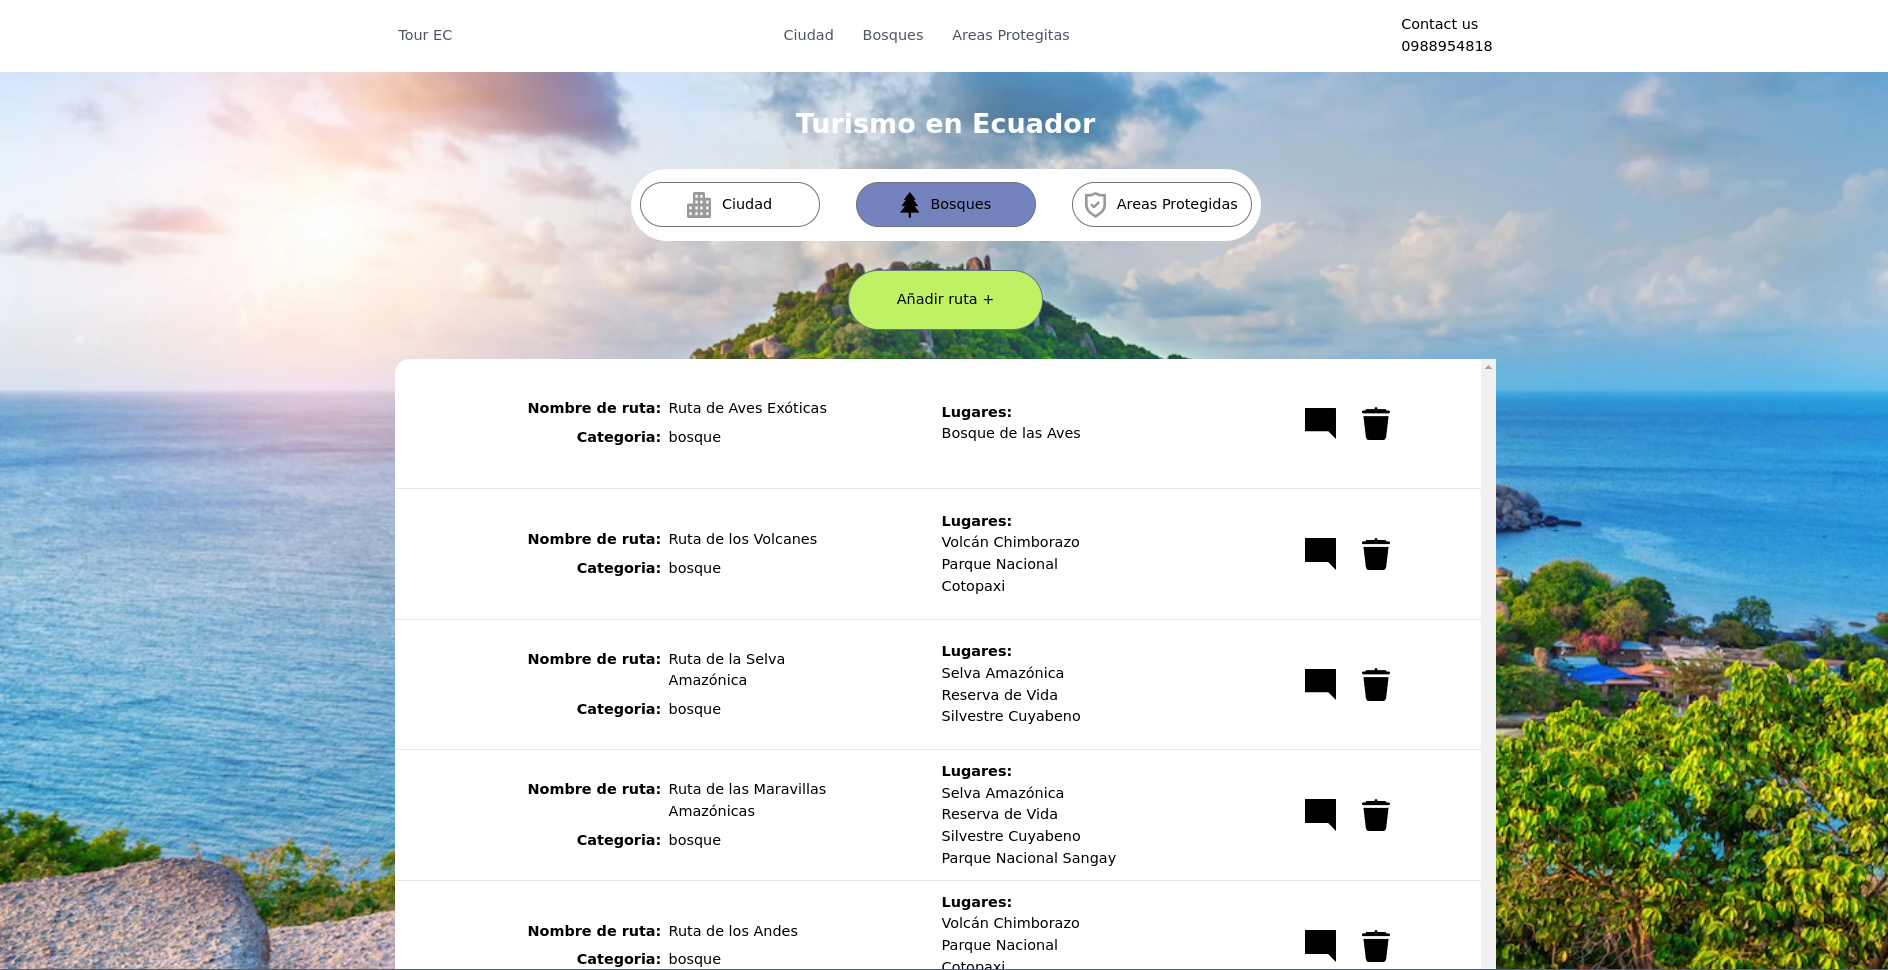 Tour EC
Ciudad
Bosques
Areas Protegitas
Contact us
0988954818
Turismo en Ecuador
Ciudad
Bosques
Areas Protegidas
Añadir ruta +
Nombre de ruta: Ruta de Aves Exóticas
Categoria: bosque
Lugares:
Bosque de las Aves
Nombre de ruta: Ruta de los Volcanes
Categoria: bosque
Lugares:
Volcán Chimborazo
Parque Nacional
Cotopaxi
Nombre de ruta: Ruta de la Selva
Amazónica
Categoria: bosque
Lugares:
Selva Amazónica
Reserva de Vida
Silvestre Cuyabeno
Nombre de ruta: Ruta de las Maravillas
Amazónicas
Categoria: bosque
Lugares:
Selva Amazónica
Reserva de Vida
Silvestre Cuyabeno
Parque Nacional Sangay
Nombre de ruta: Ruta de los Andes
Categoria: bosque
Lugares:
Volcán Chimborazo
Parque Nacional
Cotopaxi